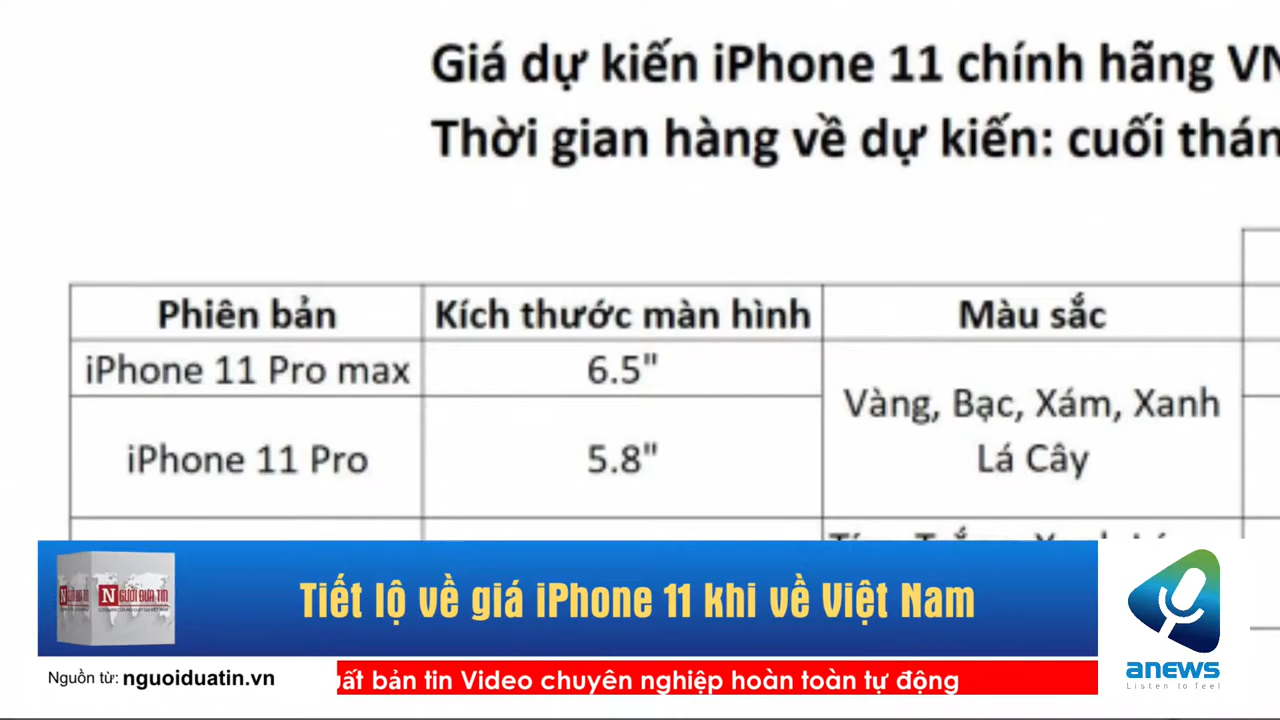 Giá dự kiến iPhone 11 chính hãng VN
Thời gian hàng về dự kiến: cuối thán
Phiên bản
Kích thước màn hình
Màu sắc
iPhone 11 Pro max
6.5"
Vàng, Bạc, Xám, Xanh
Lá Cây
iPhone 11 Pro
5.8"
Tiết lộ về giá iPhone 11 khi về Việt Nam
NGƯỜI ĐƯA TIN
Nguồn từ: nguoiduatin.vn
bản tin Video chuyên nghiệp hoàn toàn tự động
anews
Listen to feel